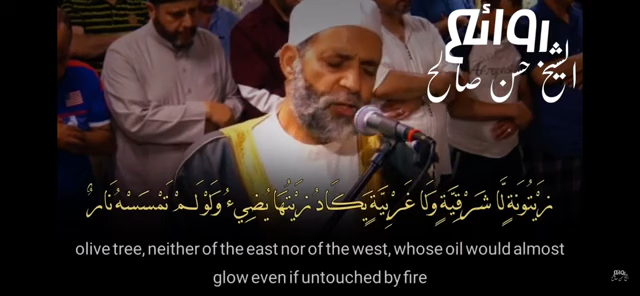 روائع
الشيخ حسن صالح
زَيْتُونَةٍ لَّا شَرْقِيَّةٍ وَلَا غَرْبِيَّةٍ يَكَادُ زَيْتُهَا يُضِيءُ وَلَوْ لَمْ تَمْسَسْهُ نَارٌ
olive tree, neither of the east nor of the west, whose oil would almost
glow even if untouched by fire
روائع